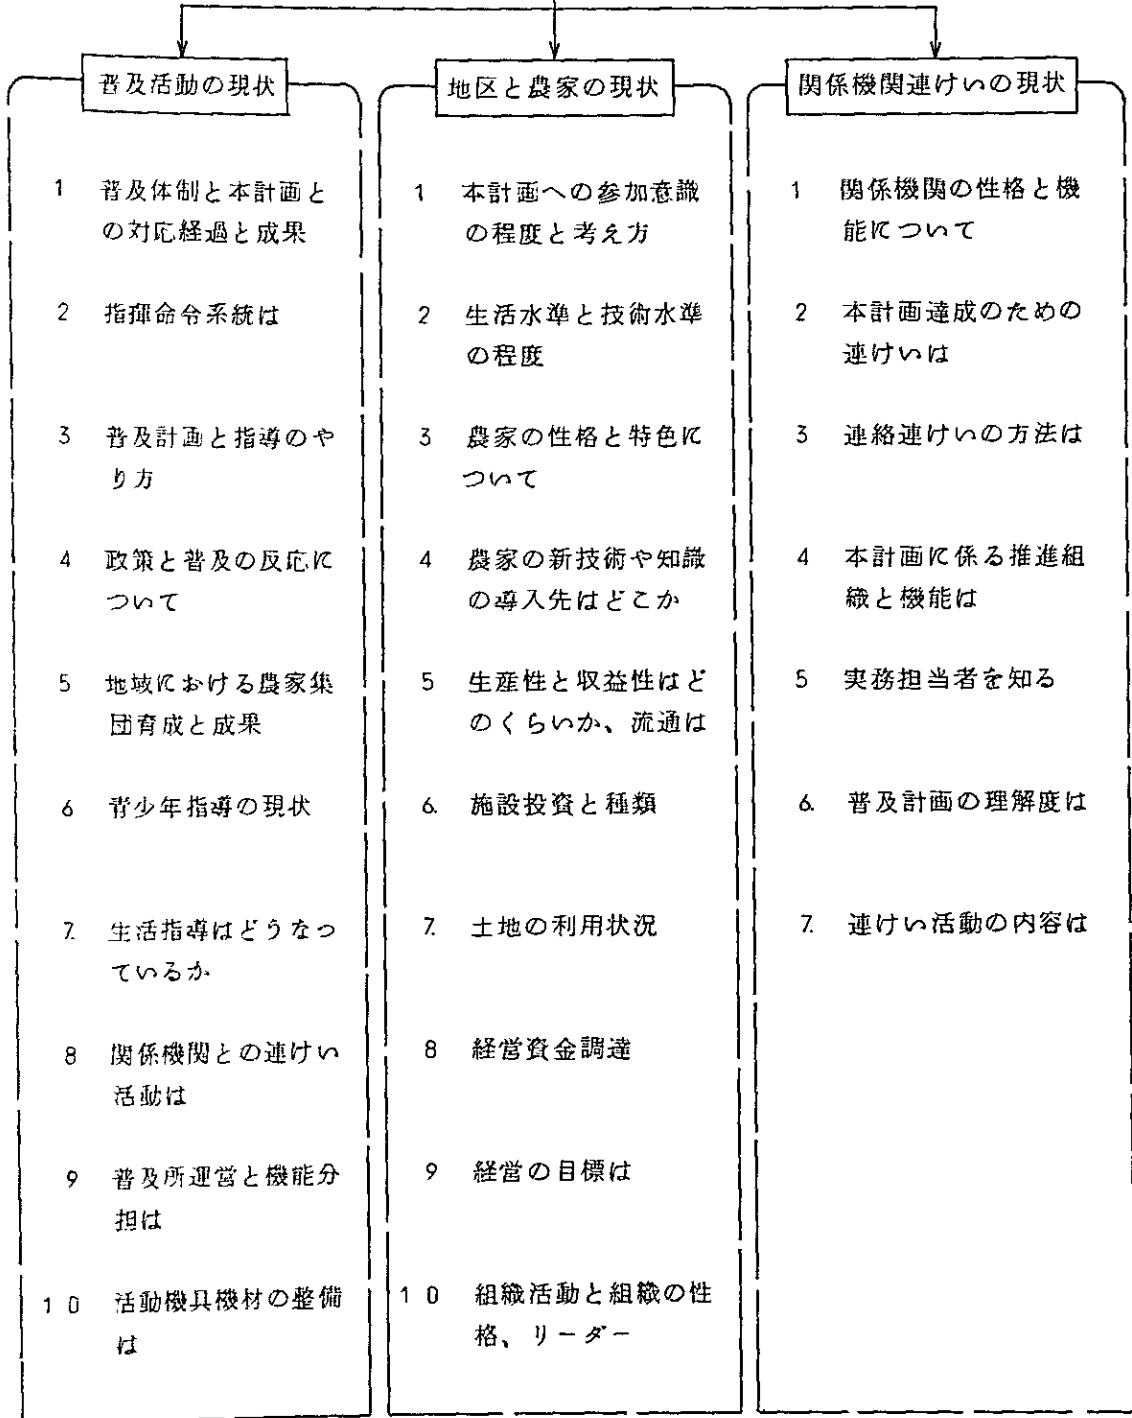 普及活動の現状
1 普及体制と本計画と
の対応経過と成果
2 指揮命令系統は
3 普及計画と指導のや
り方
4 政策と普及の反応に
ついて
5 地域における農家集
団育成と成果
6 青少年指導の現状
7. 生活指導はどうなっ
ているか
8 関係機関との連けい
活動は
9 普及所運営と機能分
担は
10 活動機具機材の整備
は
地区と農家の現状
1 本計画への参加意識
の程度と考え方
2 生活水準と技術水準
の程度
3 農家の性格と特色に
ついて
4 農家の新技術や知識
の導入先はどこか
5 生産性と収益性はど
のくらいか、流通は
6. 施設投資と種類
7. 土地の利用状況
8 経営資金調達
9 経営の目標は
10 組織活動と組織の性
格、リーダー
関係機関連けいの現状
1 関係機関の性格と機
能について
2 本計画達成のための
連けいは
3 連絡連けいの方法は
4 本計画に係る推進組
織と機能は
5 実務担当者を知る
6. 普及計画の理解度は
7. 連けい活動の内容は